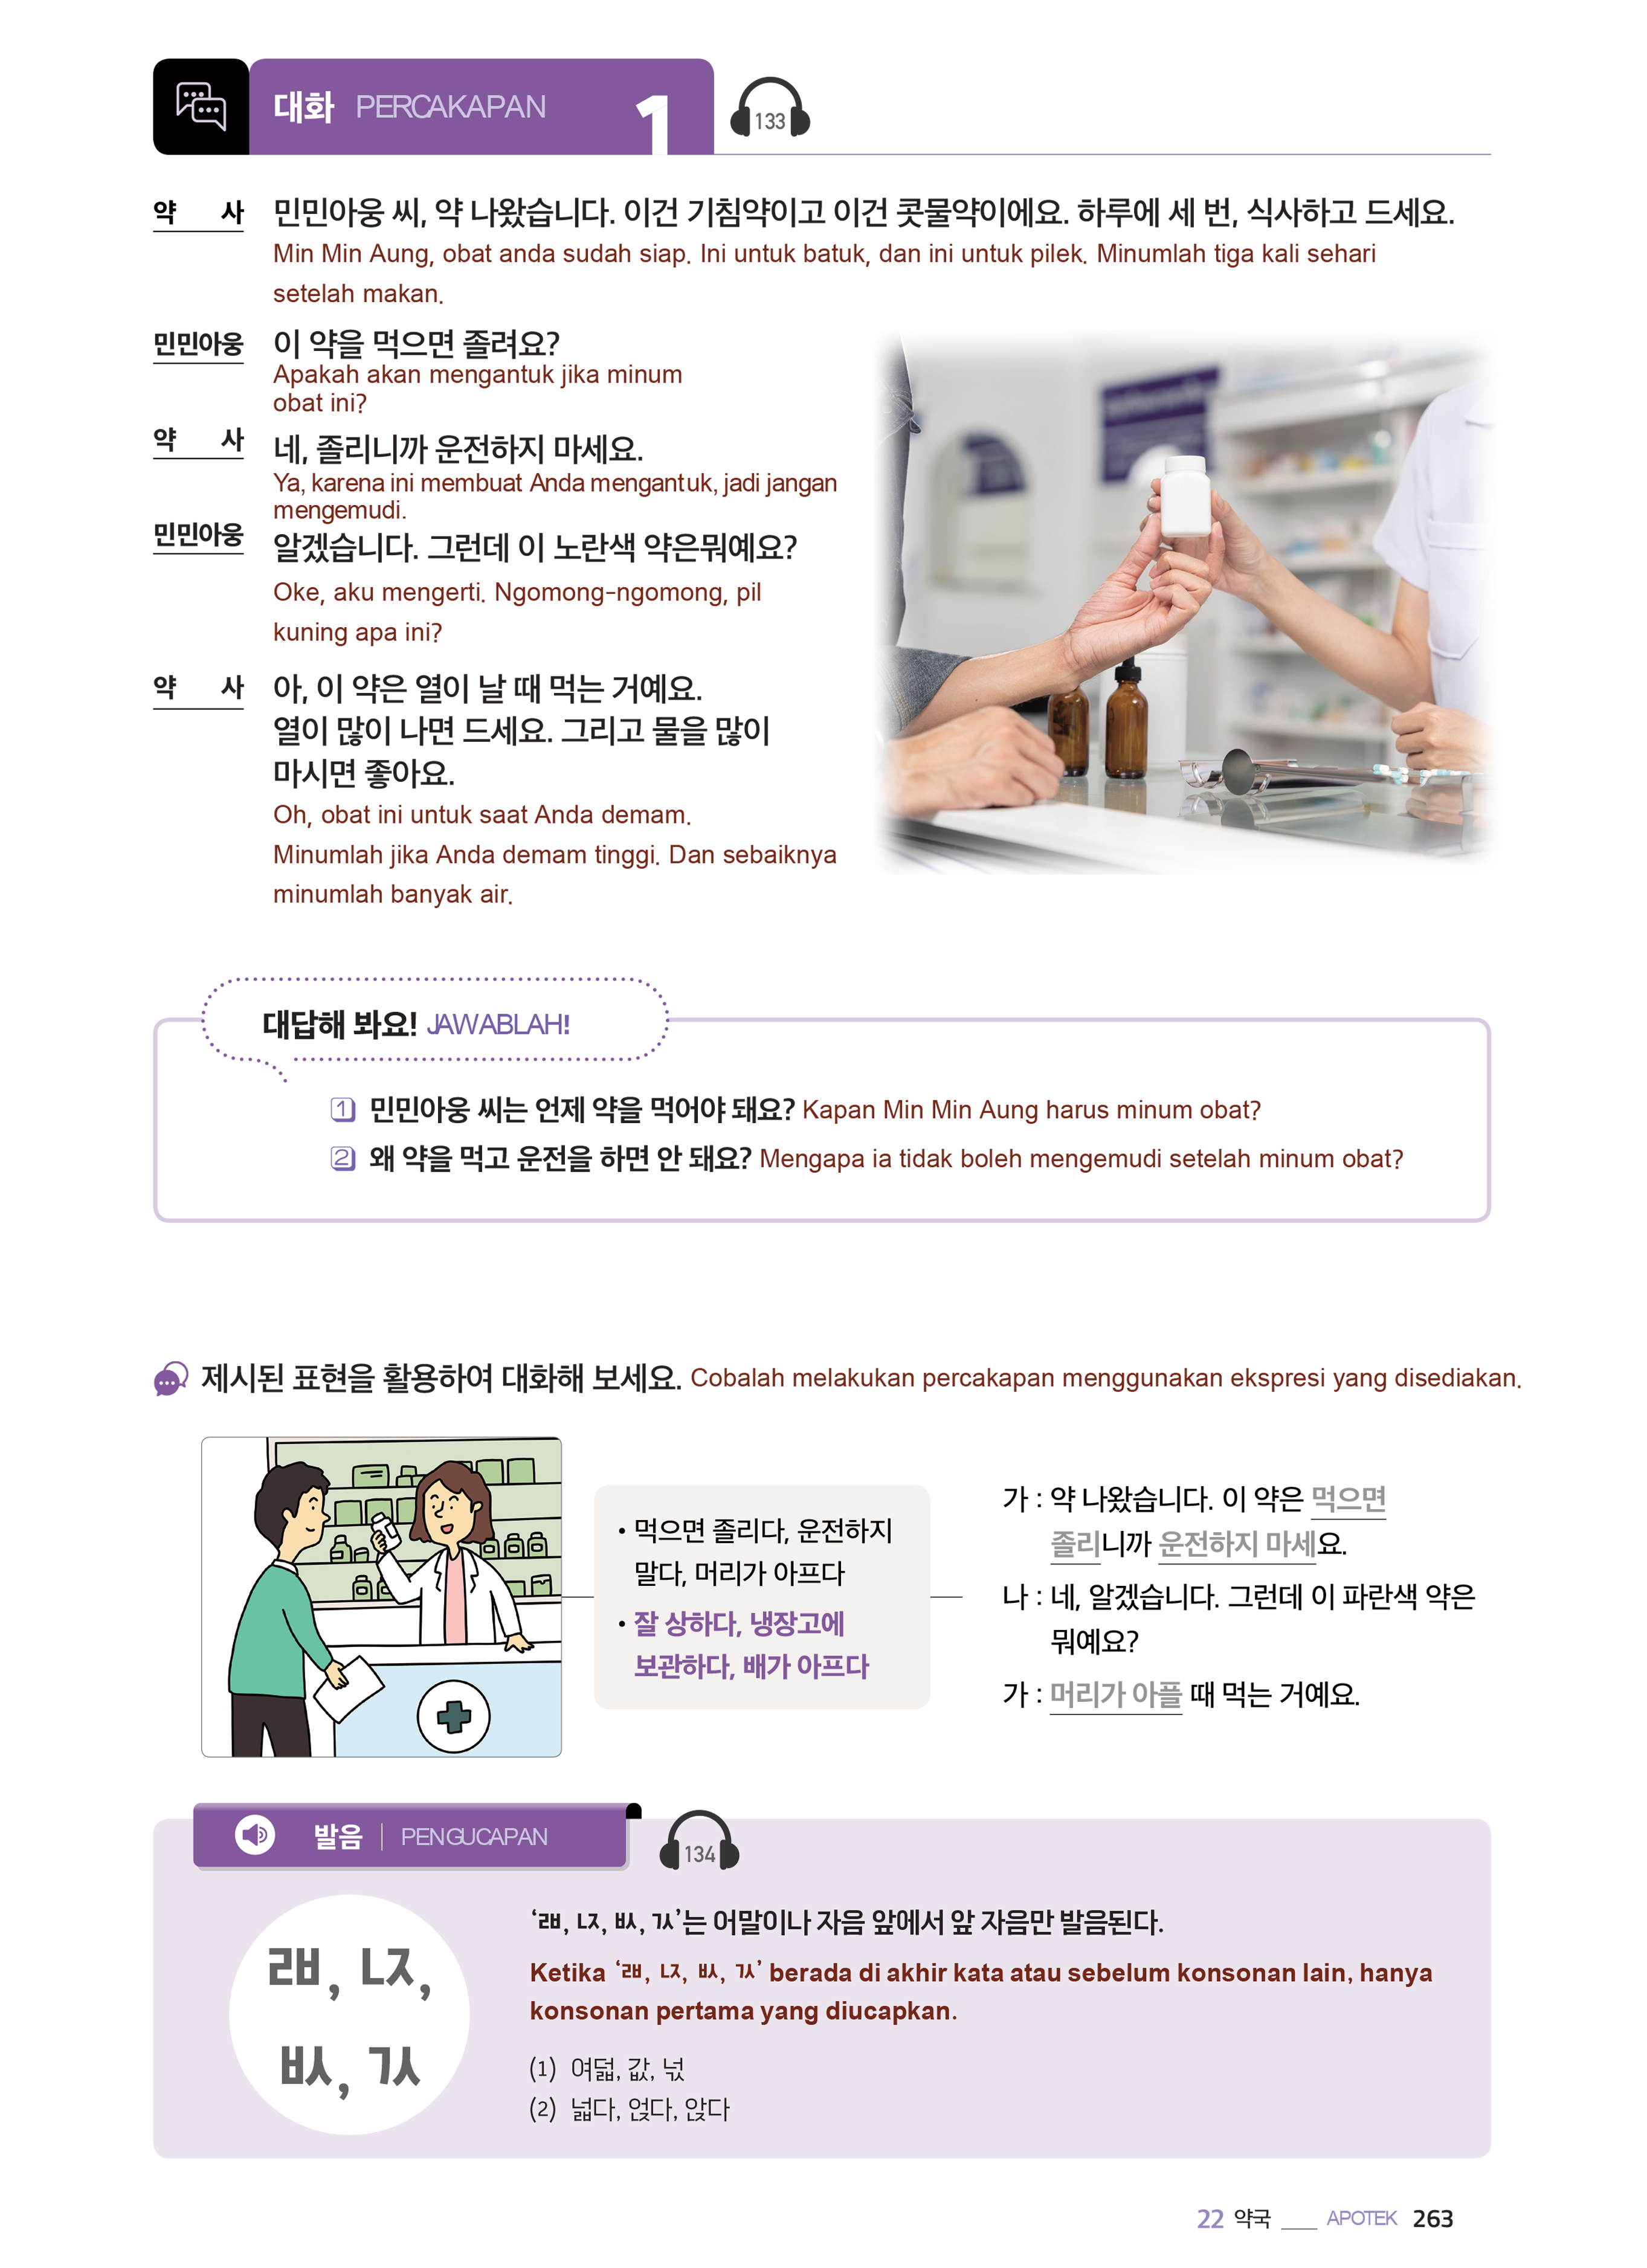 대화 PERCAKAPAN 1
133
약 사 민민아웅 씨, 약 나왔습니다. 이건 기침약이고 이건 콧물약이에요. 하루에 세 번, 식사하고 드세요.
Min Min Aung, obat anda sudah siap. Ini untuk batuk, dan ini untuk pilek. Minumlah tiga kali sehari
setelah makan.
민민아웅 이 약을 먹으면 졸려요?
Apakah akan mengantuk jika minum
obat ini?
약 사 네, 졸리니까 운전하지 마세요.
Ya, karena ini membuat Anda mengantuk, jadi jangan
mengemudi.
민민아웅 알겠습니다. 그런데 이 노란색 약은뭐예요?
Oke, aku mengerti. Ngomong-ngomong, pil
kuning apa ini?
약 사 아, 이 약은 열이 날 때 먹는 거예요.
열이 많이 나면 드세요. 그리고 물을 많이
마시면 좋아요.
Oh, obat ini untuk saat Anda demam.
Minumlah jika Anda demam tinggi. Dan sebaiknya
minumlah banyak air.
대답해 봐요! JAWABLAH!
1 민민아웅 씨는 언제 약을 먹어야 돼요? Kapan Min Min Aung harus minum obat?
2 왜 약을 먹고 운전을 하면 안 돼요? Mengapa ia tidak boleh mengemudi setelah minum obat?
제시된 표현을 활용하여 대화해 보세요. Cobalah melakukan percakapan menggunakan ekspresi yang disediakan.
• 먹으면 졸리다, 운전하지
말다, 머리가 아프다
• 잘 상하다, 냉장고에
보관하다, 배가 아프다
가 : 약 나왔습니다. 이 약은 먹으면
졸리니까 운전하지 마세요.
나 : 네, 알겠습니다. 그런데 이 파란색 약은
뭐예요?
가 : 머리가 아플 때 먹는 거예요.
발음 PENGUCAPAN
134
ㄼ, ㄵ,
ㅄ, ㄳ
‘ㄼ, ㄵ, ㅄ, ㄳ’는 어말이나 자음 앞에서 앞 자음만 발음된다.
Ketika ‘ㄼ, ㄵ, ㅄ, ㄳ’ berada di akhir kata atau sebelum konsonan lain, hanya
konsonan pertama yang diucapkan.
(1) 여덟, 값, 넋
(2) 넓다, 얹다, 앉다
22 약국 ___ APOTEK 263